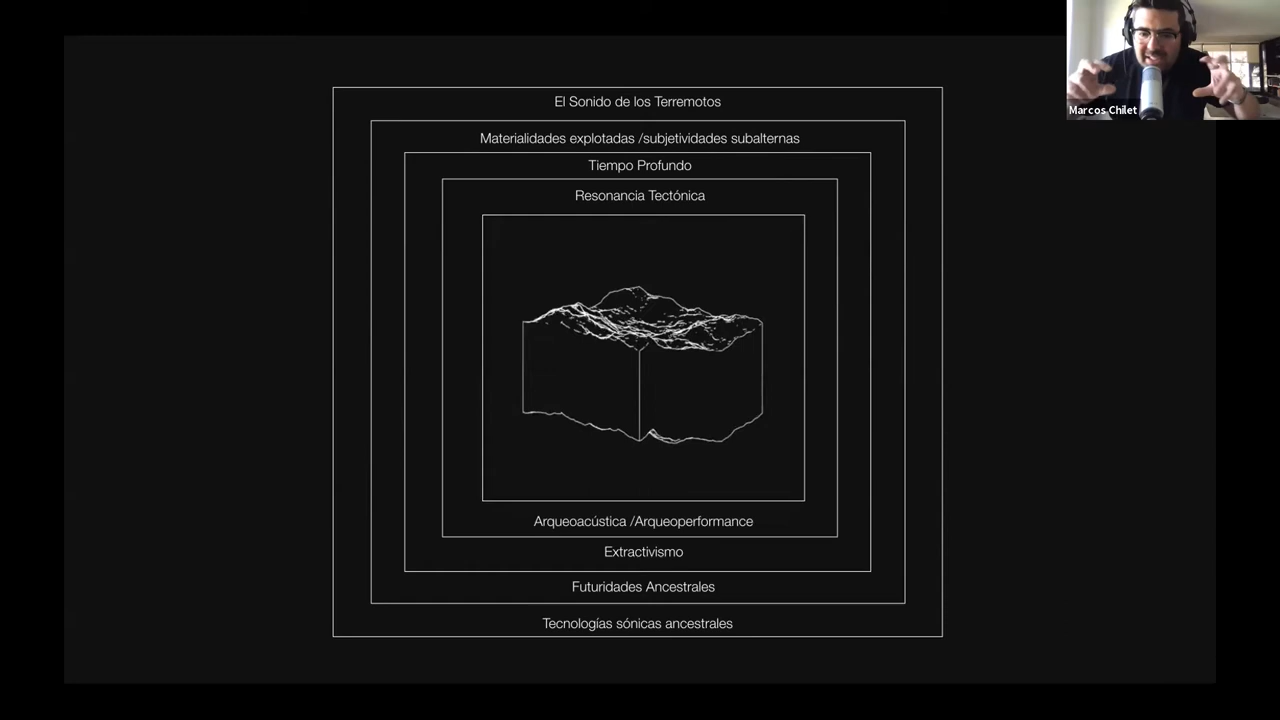 Marcos Chilet
El Sonido de los Terremotos
Materialidades explotadas /subjetividades subalternas
Tiempo Profundo
Resonancia Tectónica
Arqueoacústica /Arqueoperformance
Extractivismo
Futuridades Ancestrales
Tecnologías sónicas ancestrales